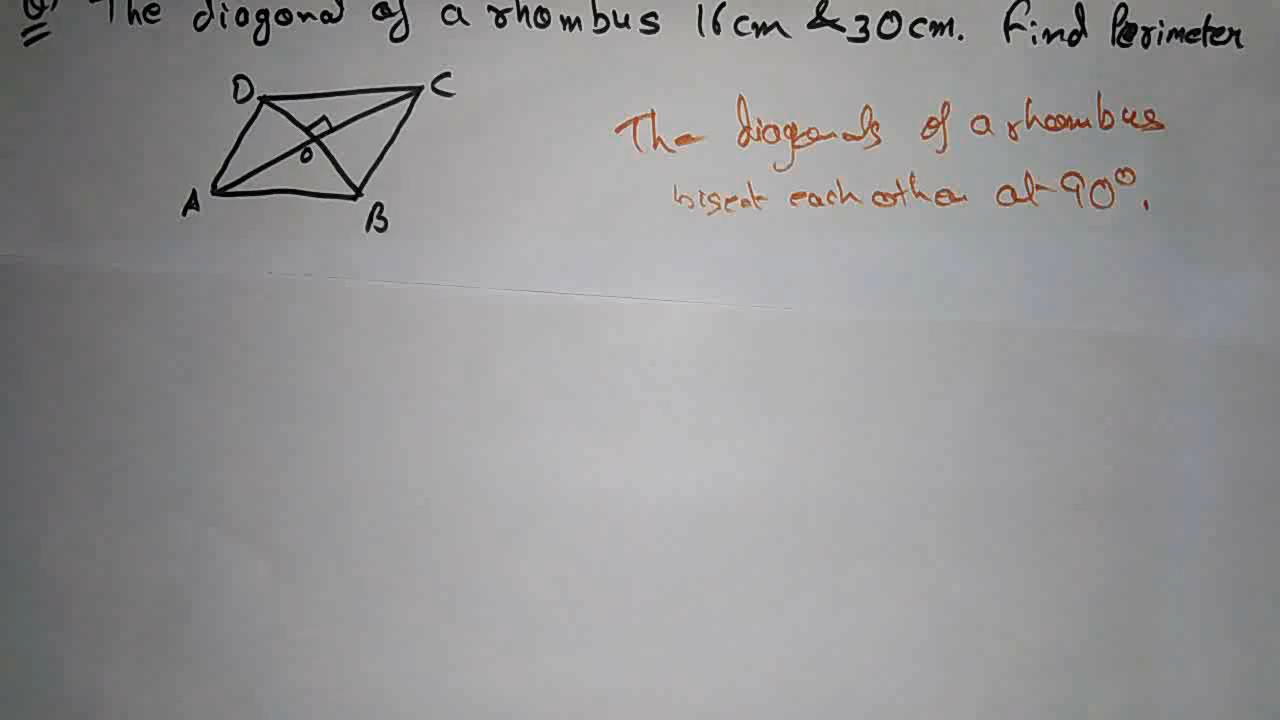 Q. The diagonal of a rhombus 16cm & 30cm. Find Perimeter
D C
The diagonals of a rhombus
O
bisect each other at 90°.
A B